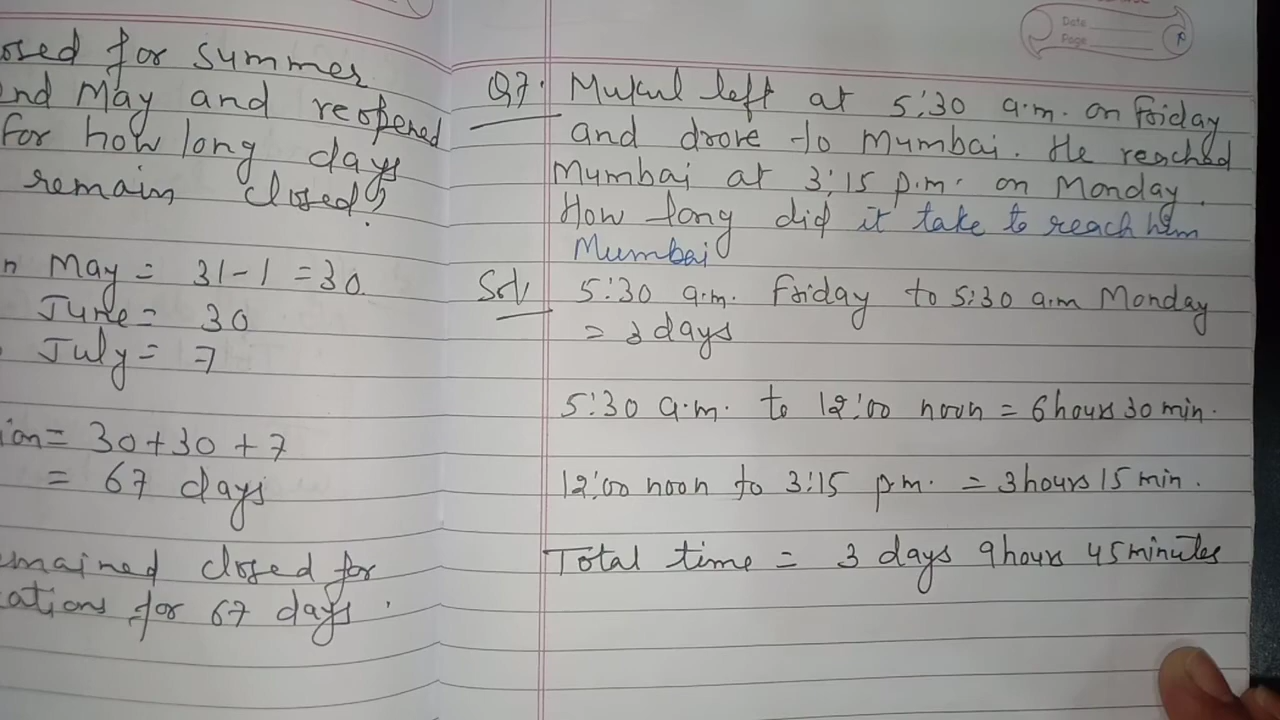 osed for summer
end May and reopened
for how long days
remain closed?
n May = 31-1 = 30.
June = 30
July = 7
ion = 30+30+7
= 67 days
emained closed for
cations for 67 days.
Date
Page
Q7. Mukul left at 5:30 a.m. on Friday
and drove to Mumbai. He reached
Mumbai at 3:15 p.m. on Monday.
How long did it take to reach him
Mumbai
Sol. 5:30 a.m. Friday to 5:30 a.m Monday
= 3 days
5:30 a.m. to 12:00 noon = 6 hours 30 min.
12:00 noon to 3:15 p.m. = 3 hours 15 min.
Total time = 3 days 9 hours 45 minutes